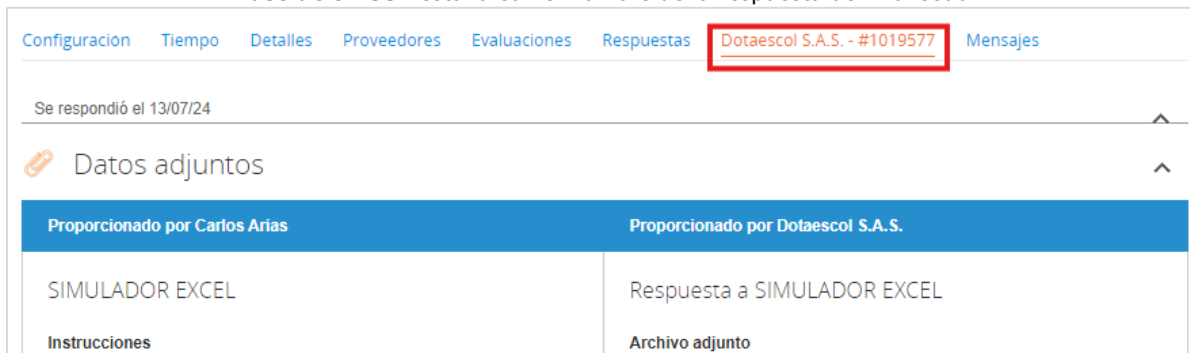 Configuración Tiempo Detalles Proveedores Evaluaciones Respuestas Dotaescol S.A.S. - #1019577 Mensajes
Se respondió el 13/07/24
Datos adjuntos
Proporcionado por Carlos Arias Proporcionado por Dotaescol S.A.S.
SIMULADOR EXCEL Respuesta a SIMULADOR EXCEL
Instrucciones Archivo adjunto